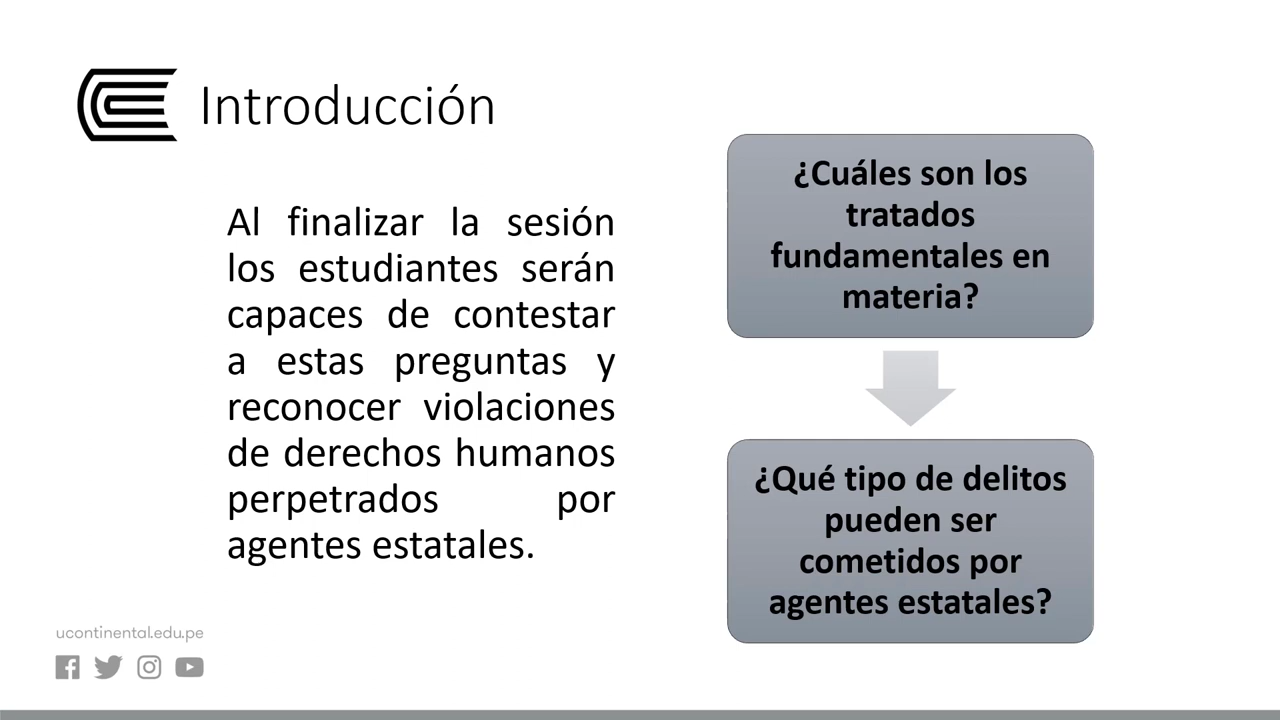 Introducción
Al finalizar la sesión
los estudiantes serán
capaces de contestar
a estas preguntas y
reconocer violaciones
de derechos humanos
perpetrados por
agentes estatales.
¿Cuáles son los
tratados
fundamentales en
materia?
¿Qué tipo de delitos
pueden ser
cometidos por
agentes estatales?
ucontinental.edu.pe